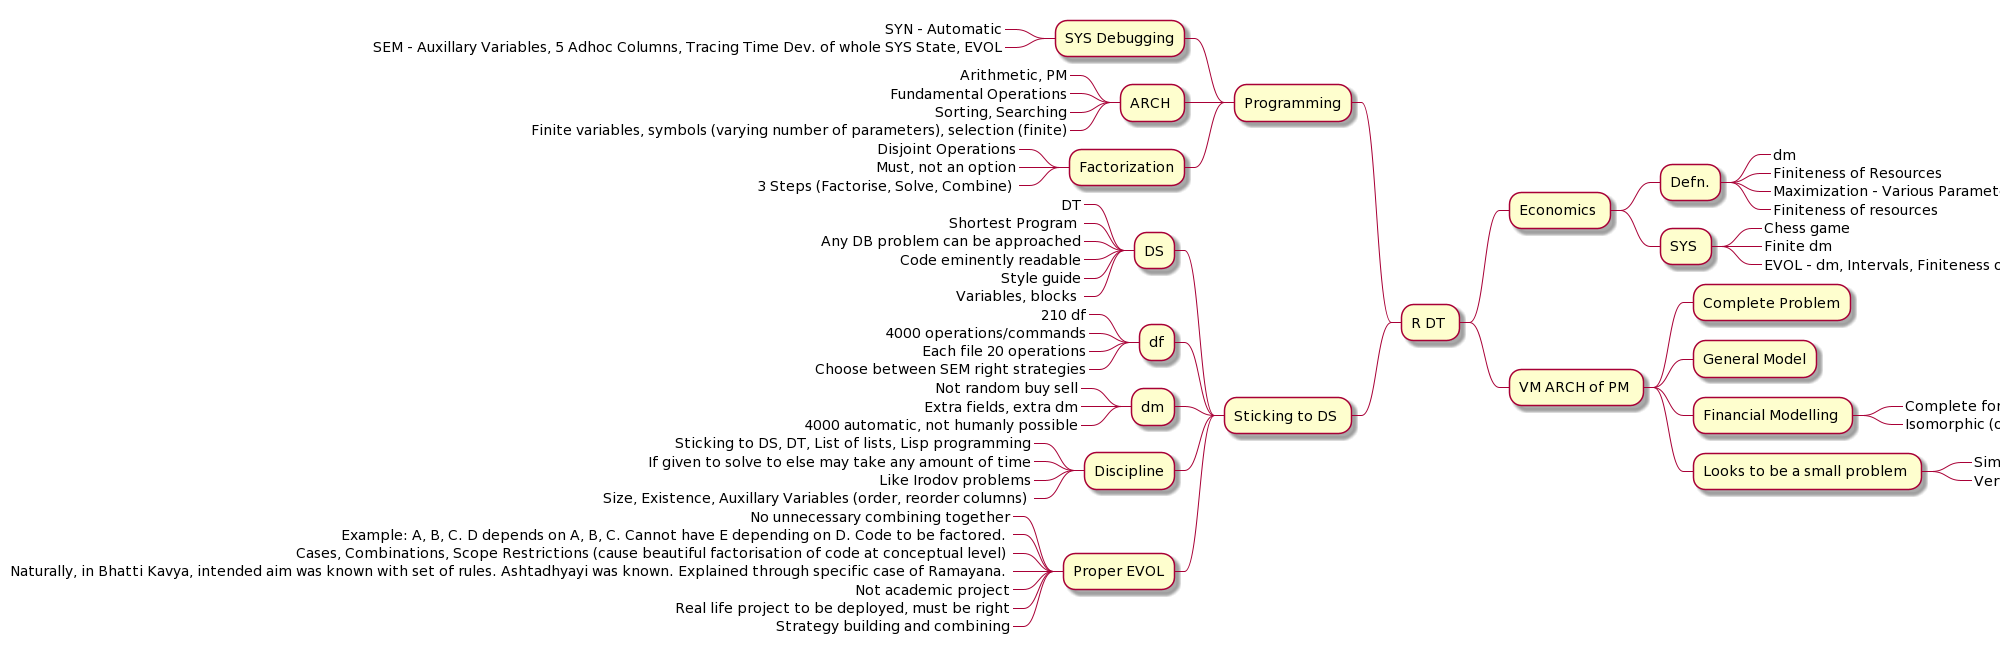 SYN - Automatic
SEM - Auxillary Variables, 5 Adhoc Columns, Tracing Time Dev. of whole SYS State, EVOL
SYS Debugging
Arithmetic, PM
Fundamental Operations
Sorting, Searching
Finite variables, symbols (varying number of parameters), selection (finite)
ARCH
Disjoint Operations
Must, not an option
3 Steps (Factorise, Solve, Combine)
Factorization
Programming
DT
Shortest Program
Any DB problem can be approached
Code eminently readable
Style guide
Variables, blocks
DS
210 df
4000 operations/commands
Each file 20 operations
Choose between SEM right strategies
df
Not random buy sell
Extra fields, extra dm
4000 automatic, not humanly possible
dm
Sticking to DS, DT, List of lists, Lisp programming
If given to solve to else may take any amount of time
Like Irodov problems
Size, Existence, Auxillary Variables (order, reorder columns)
Discipline
No unnecessary combining together
Example: A, B, C. D depends on A, B, C. Cannot have E depending on D. Code to be factored.
Cases, Combinations, Scope Restrictions (cause beautiful factorisation of code at conceptual level)
Naturally, in Bhatti Kavya, intended aim was known with set of rules. Ashtadhyayi was known. Explained through specific case of Ramayana.
Not academic project
Real life project to be deployed, must be right
Strategy building and combining
Proper EVOL
Sticking to DS
R DT
Economics
Defn.
dm
Finiteness of Resources
Maximization - Various
Finiteness of resources
SYS
Chess game
Finite dm
EVOL - dm, Intervals, Finiteness
VM ARCH of PM
Complete Problem
General Model
Financial Modelling
Complete
Isomorphic
Looks to be a small problem